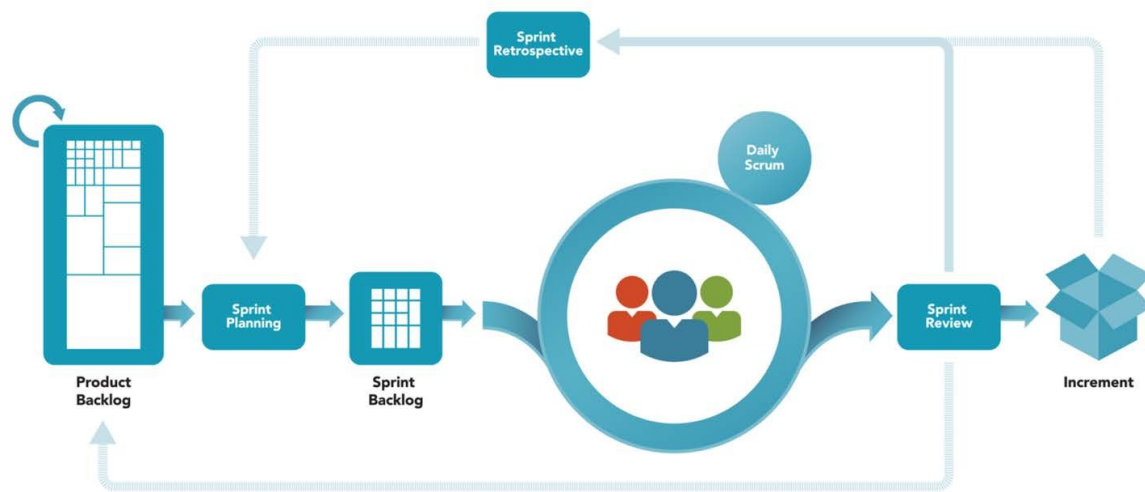 Sprint
Retrospective
Daily
Scrum
Sprint
Planning
Sprint
Review
Product
Backlog
Sprint
Backlog
Increment